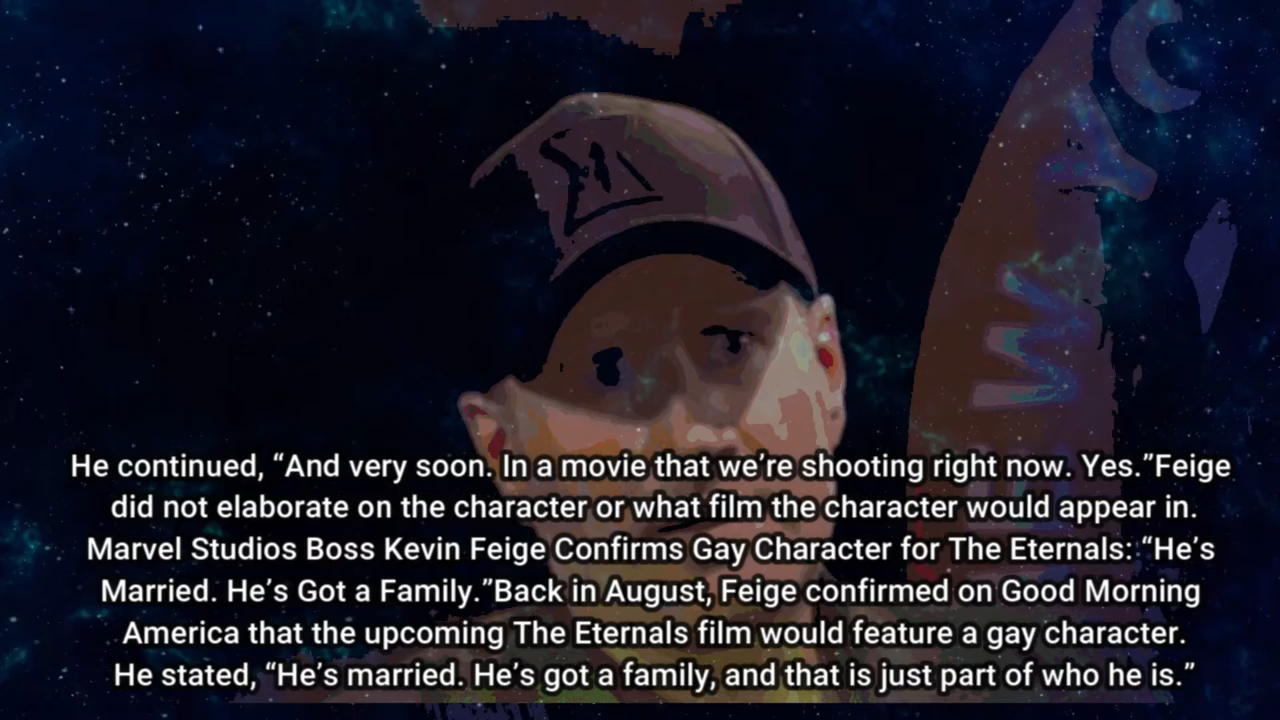 He continued, “And very soon. In a movie that we’re shooting right now. Yes.”Feige
did not elaborate on the character or what film the character would appear in.
Marvel Studios Boss Kevin Feige Confirms Gay Character for The Eternals: “He’s
Married. He’s Got a Family.”Back in August, Feige confirmed on Good Morning
America that the upcoming The Eternals film would feature a gay character.
He stated, “He’s married. He’s got a family, and that is just part of who he is.”